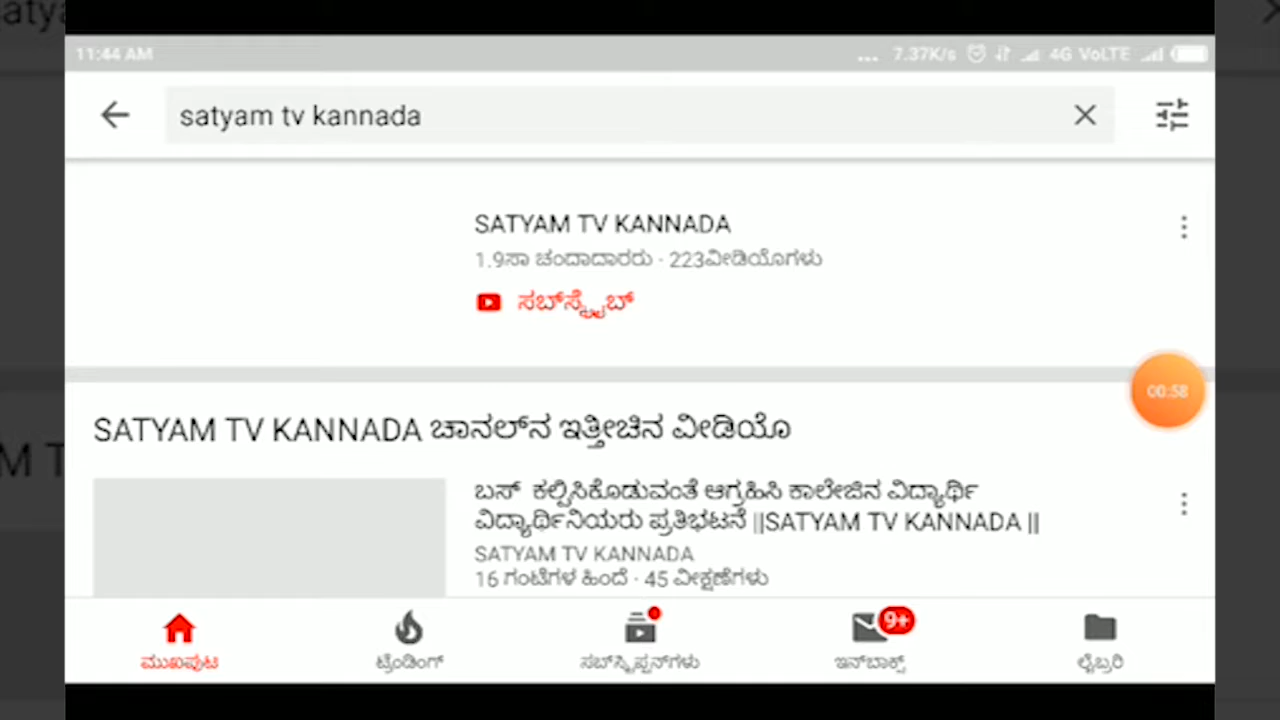 11:44 AM
... 7.37K/s 4G VoLTE
satyam tv kannada
SATYAM TV KANNADA
1.9ಸಾ ಚಂದಾದಾರರು · 223ವೀಡಿಯೊಗಳು
ಸಬ್‌ಸ್ಕ್ರೈಬ್
00:58
SATYAM TV KANNADA ಚಾನಲ್‌ನ ಇತ್ತೀಚಿನ ವೀಡಿಯೊ
ಬಸ್ ಕಲ್ಪಿಸಿಕೊಡುವಂತೆ ಆಗ್ರಹಿಸಿ ಕಾಲೇಜಿನ ವಿದ್ಯಾರ್ಥಿ
ವಿದ್ಯಾರ್ಥಿನಿಯರು ಪ್ರತಿಭಟನೆ ||SATYAM TV KANNADA ||
SATYAM TV KANNADA
16 ಗಂಟೆಗಳ ಹಿಂದೆ · 45 ವೀಕ್ಷಣೆಗಳು
9+
ಮುಖಪುಟ
ಟ್ರೆಂಡಿಂಗ್
ಸಬ್‌ಸ್ಕ್ರಿಪ್ಶನ್‌ಗಳು
ಇನ್‌ಬಾಕ್ಸ್
ಲೈಬ್ರರಿ